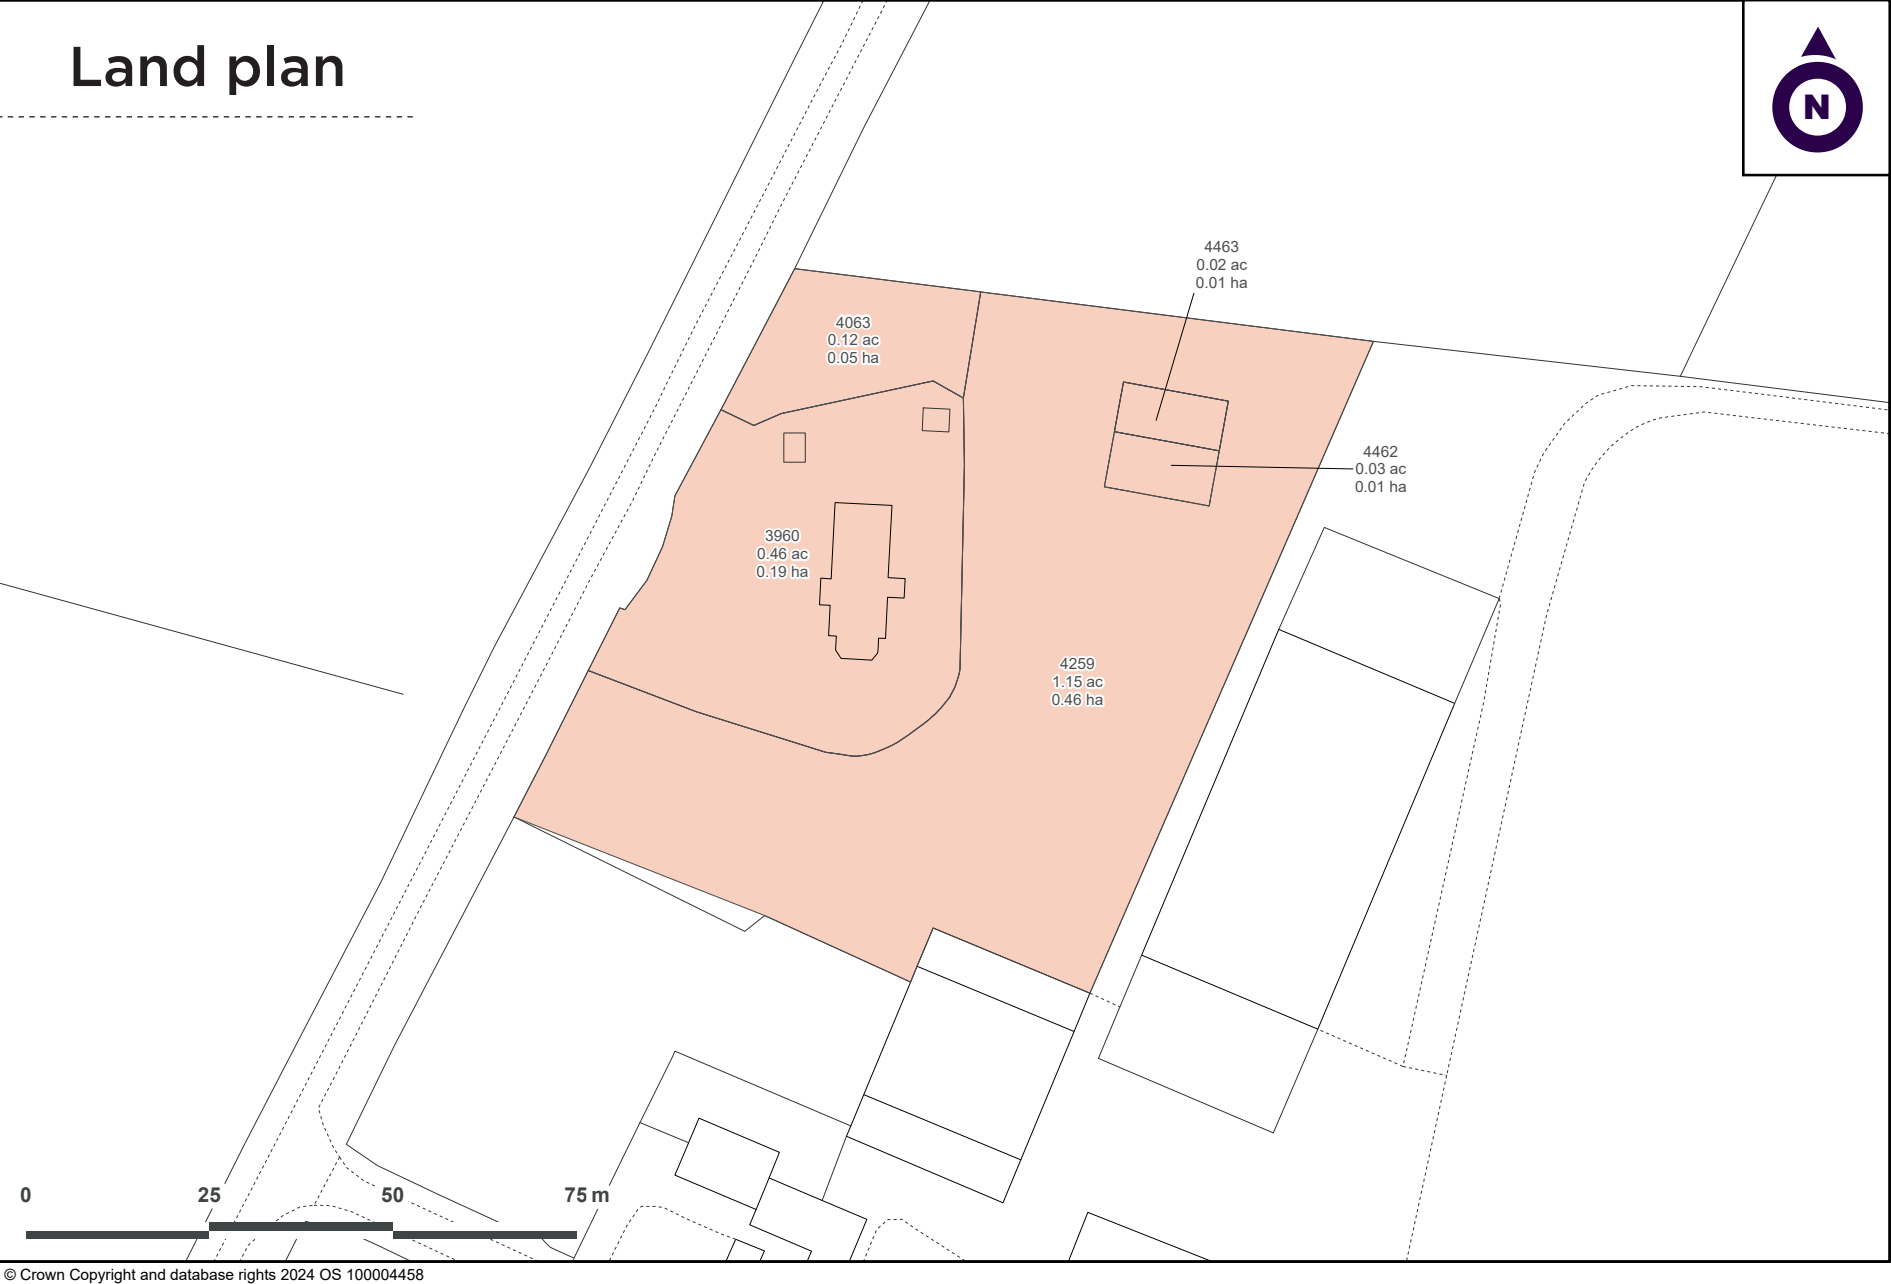 Land plan
N
4463
0.02 ac
0.01 ha
4063
0.12 ac
0.05 ha
4462
0.03 ac
0.01 ha
3960
0.46 ac
0.19 ha
4259
1.15 ac
0.46 ha
0 25 50 75 m
© Crown Copyright and database rights 2024 OS 100004458